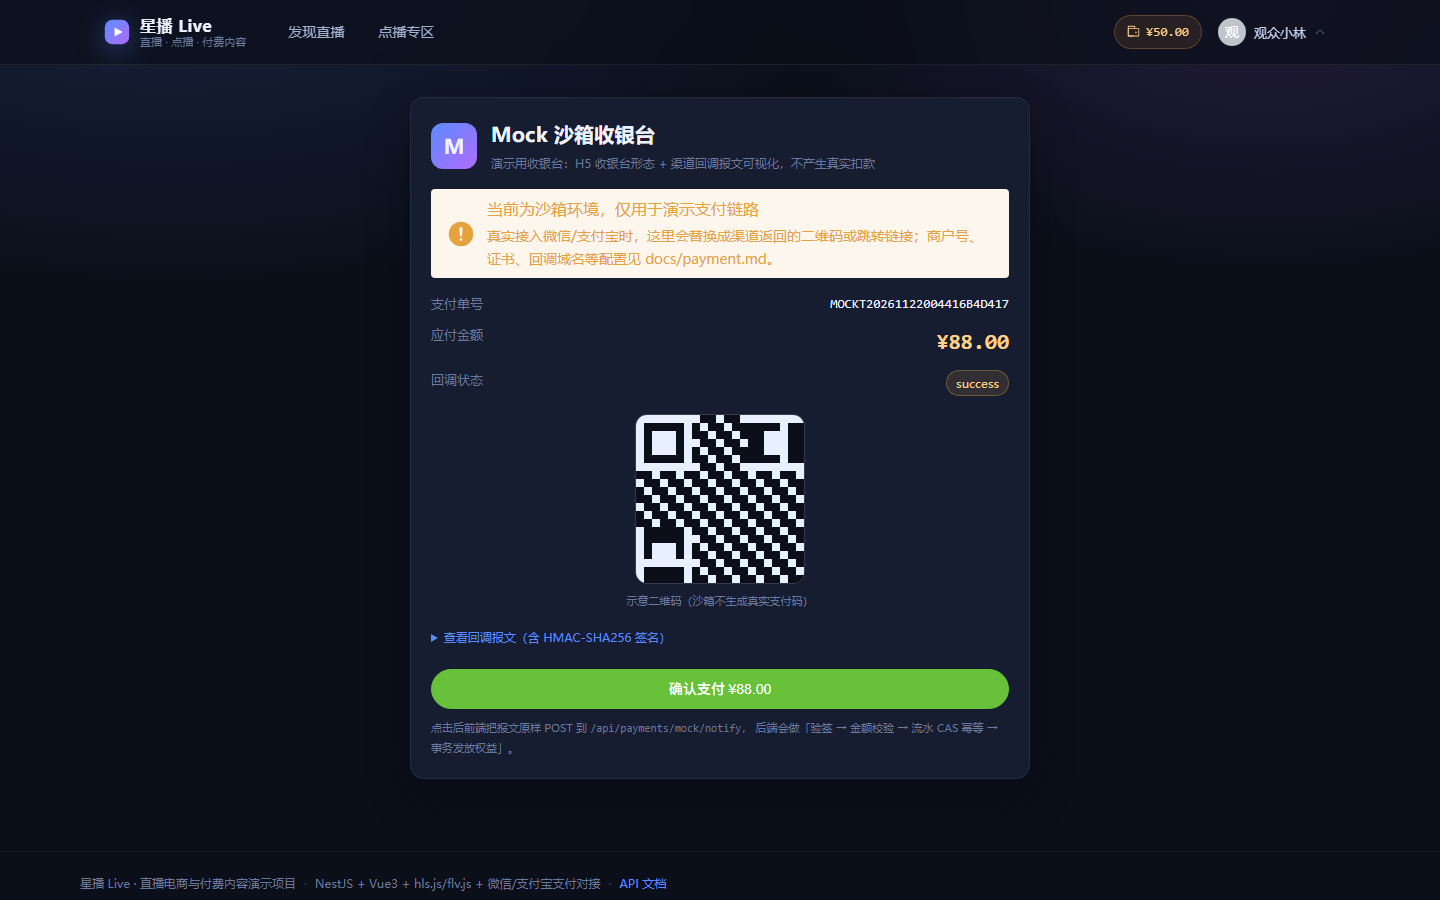 星播 Live
直播 · 点播 · 付费内容
发现直播
点播专区
¥50.00
观
观众小林
M
Mock 沙箱收银台
演示用收银台：H5 收银台形态 + 渠道回调报文可视化，不产生真实扣款
当前为沙箱环境，仅用于演示支付链路
真实接入微信/支付宝时，这里会替换成渠道返回的二维码或跳转链接；商户号、
证书、回调域名等配置见 docs/payment.md。
支付单号
MOCKT20261122004416B4D417
应付金额
¥88.00
回调状态
success
示意二维码（沙箱不生成真实支付码）
查看回调报文（含 HMAC-SHA256 签名）
确认支付 ¥88.00
点击后前端把报文原样 POST 到 /api/payments/mock/notify，后端会做「验签 → 金额校验 → 流水 CAS 幂等 →
事务发放权益」。
星播 Live · 直播电商与付费内容演示项目 · NestJS + Vue3 + hls.js/flv.js + 微信/支付宝支付对接 · API 文档